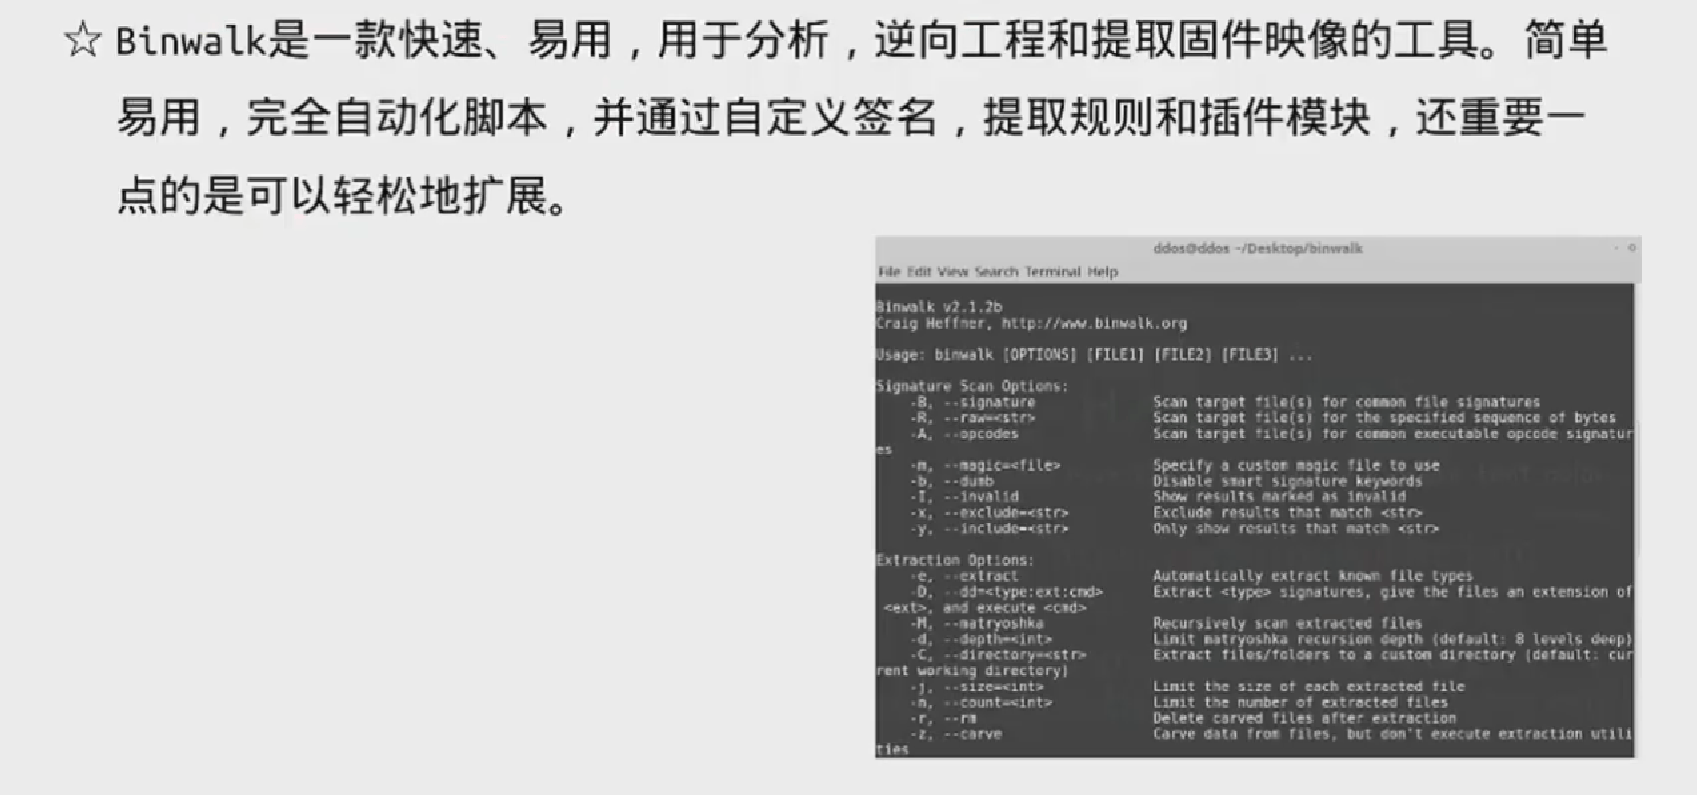 ☆ Binwalk是一款快速、易用，用于分析，逆向工程和提取固件映像的工具。简单
易用，完全自动化脚本，并通过自定义签名，提取规则和插件模块，还重要一
点的是可以轻松地扩展。
ddos@ddos ~/Desktop/binwalk
File Edit View Search Terminal Help
Binwalk v2.1.2b
Craig Heffner, http://www.binwalk.org
Usage: binwalk [OPTIONS] [FILE1] [FILE2] [FILE3] ...
Signature Scan Options:
-B, --signature Scan target file(s) for common file signatures
-R, --raw=<str> Scan target file(s) for the specified sequence of bytes
-A, --opcodes Scan target file(s) for common executable opcode signatur
es
-m, --magic=<file> Specify a custom magic file to use
-b, --dumb Disable smart signature keywords
-I, --invalid Show results marked as invalid
-x, --exclude=<str> Exclude results that match <str>
-y, --include=<str> Only show results that match <str>
Extraction Options:
-e, --extract Automatically extract known file types
-D, --dd=<type:ext:cmd> Extract <type> signatures, give the files an extension of
<ext>, and execute <cmd>
-M, --matryoshka Recursively scan extracted files
-d, --depth=<int> Limit matryoshka recursion depth (default: 8 levels deep)
-C, --directory=<str> Extract files/folders to a custom directory (default: cur
rent working directory)
-j, --size=<int> Limit the size of each extracted file
-n, --count=<int> Limit the number of extracted files
-r, --rm Delete carved files after extraction
-z, --carve Carve data from files, but don't execute extraction utili
ties